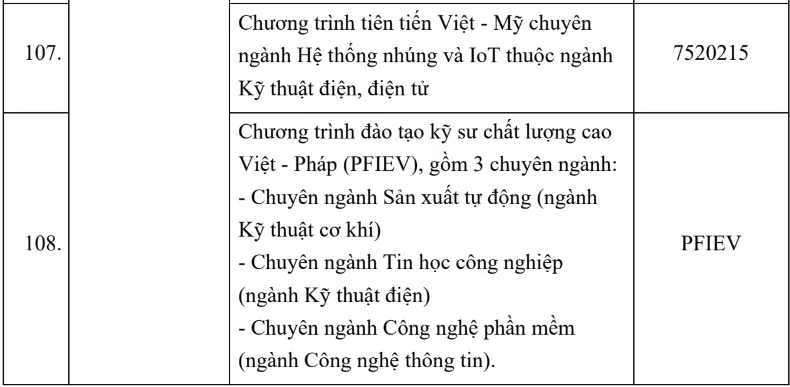 107.
Chương trình tiên tiến Việt - Mỹ chuyên
ngành Hệ thống nhúng và IoT thuộc ngành
Kỹ thuật điện, điện tử
7520215
108.
Chương trình đào tạo kỹ sư chất lượng cao
Việt - Pháp (PFIEV), gồm 3 chuyên ngành:
- Chuyên ngành Sản xuất tự động (ngành
Kỹ thuật cơ khí)
- Chuyên ngành Tin học công nghiệp
(ngành Kỹ thuật điện)
- Chuyên ngành Công nghệ phần mềm
(ngành Công nghệ thông tin).
PFIEV